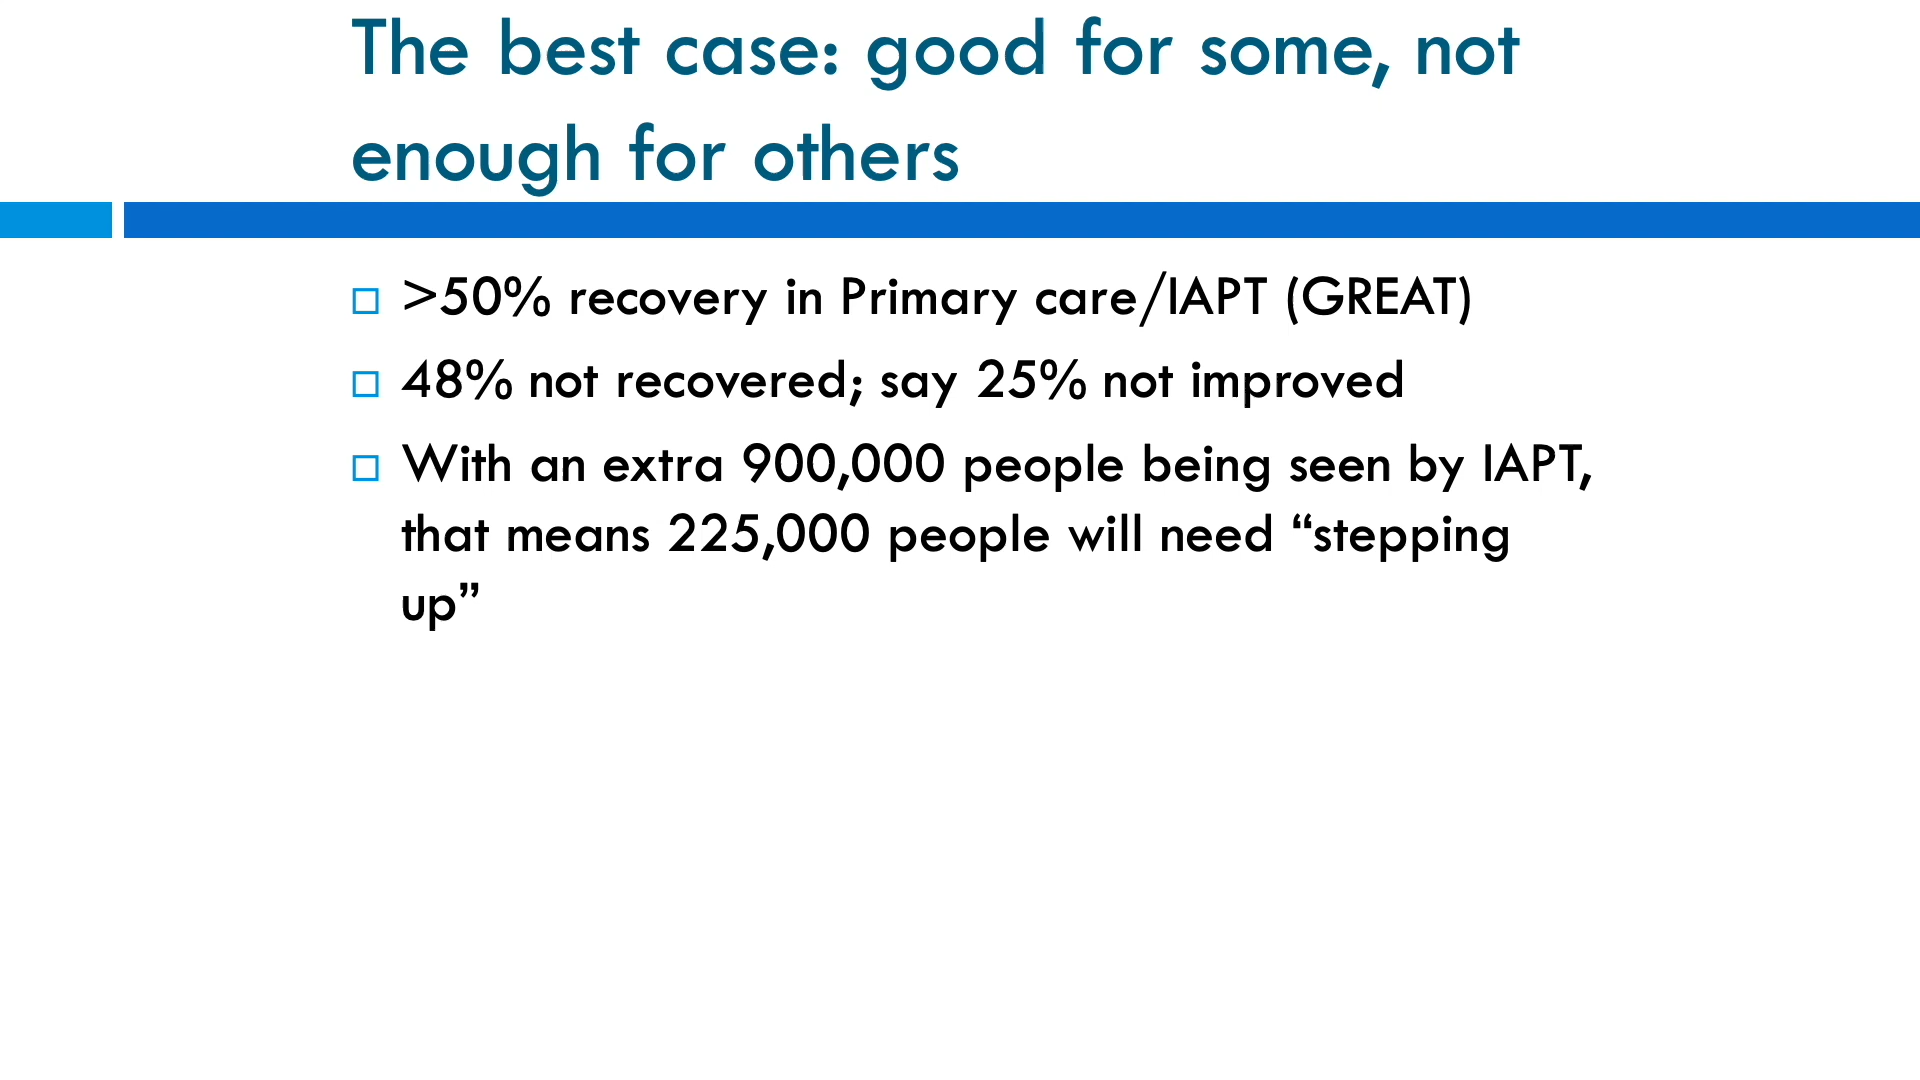 The best case: good for some, not
enough for others
>50% recovery in Primary care/IAPT (GREAT)
48% not recovered; say 25% not improved
With an extra 900,000 people being seen by IAPT,
that means 225,000 people will need “stepping
up”